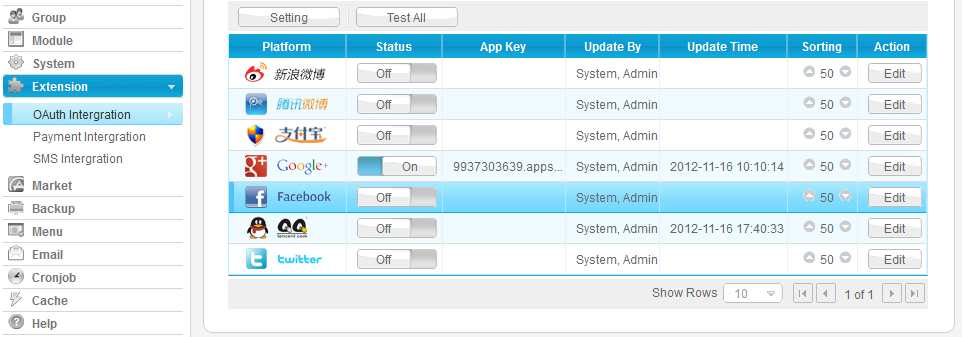 Group
Module
System
Extension
OAuth Intergration
Payment Intergration
SMS Intergration
Market
Backup
Menu
Email
Cronjob
Cache
Help
Setting Test All
Platform Status App Key Update By Update Time Sorting Action
新浪微博 Off System, Admin 50 Edit
腾讯微博 Off System, Admin 50 Edit
支付宝 Off System, Admin 50 Edit
g+ Google+ On 9937303639.apps... System, Admin 2012-11-16 10:10:14 50 Edit
f Facebook Off System, Admin 50 Edit
QQ tencent.com Off System, Admin 2012-11-16 17:40:33 50 Edit
t twitter Off System, Admin 50 Edit
Show Rows 10 1 of 1